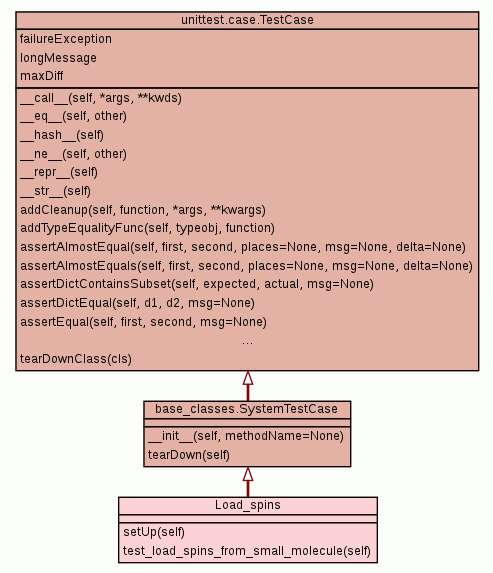 unittest.case.TestCase
failureException
longMessage
maxDiff
__call__(self, *args, **kwds)
__eq__(self, other)
__hash__(self)
__ne__(self, other)
__repr__(self)
__str__(self)
addCleanup(self, function, *args, **kwargs)
addTypeEqualityFunc(self, typeobj, function)
assertAlmostEqual(self, first, second, places=None, msg=None, delta=None)
assertAlmostEquals(self, first, second, places=None, msg=None, delta=None)
assertDictContainsSubset(self, expected, actual, msg=None)
assertDictEqual(self, d1, d2, msg=None)
assertEqual(self, first, second, msg=None)
...
tearDownClass(cls)
base_classes.SystemTestCase
__init__(self, methodName=None)
tearDown(self)
Load_spins
setUp(self)
test_load_spins_from_small_molecule(self)